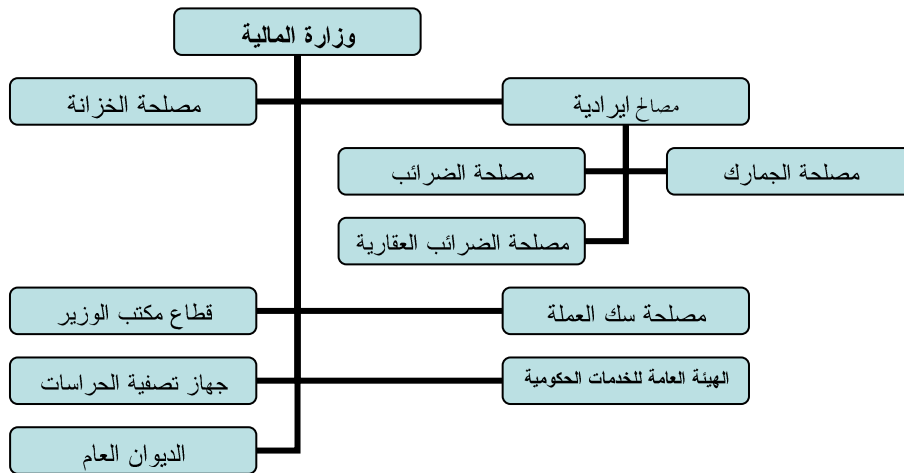 وزارة المالية
مصالح ايرادية
مصلحة الخزانة
مصلحة الجمارك
مصلحة الضرائب
مصلحة الضرائب العقارية
مصلحة سك العملة
قطاع مكتب الوزير
الهيئة العامة للخدمات الحكومية
جهاز تصفية الحراسات
الديوان العام